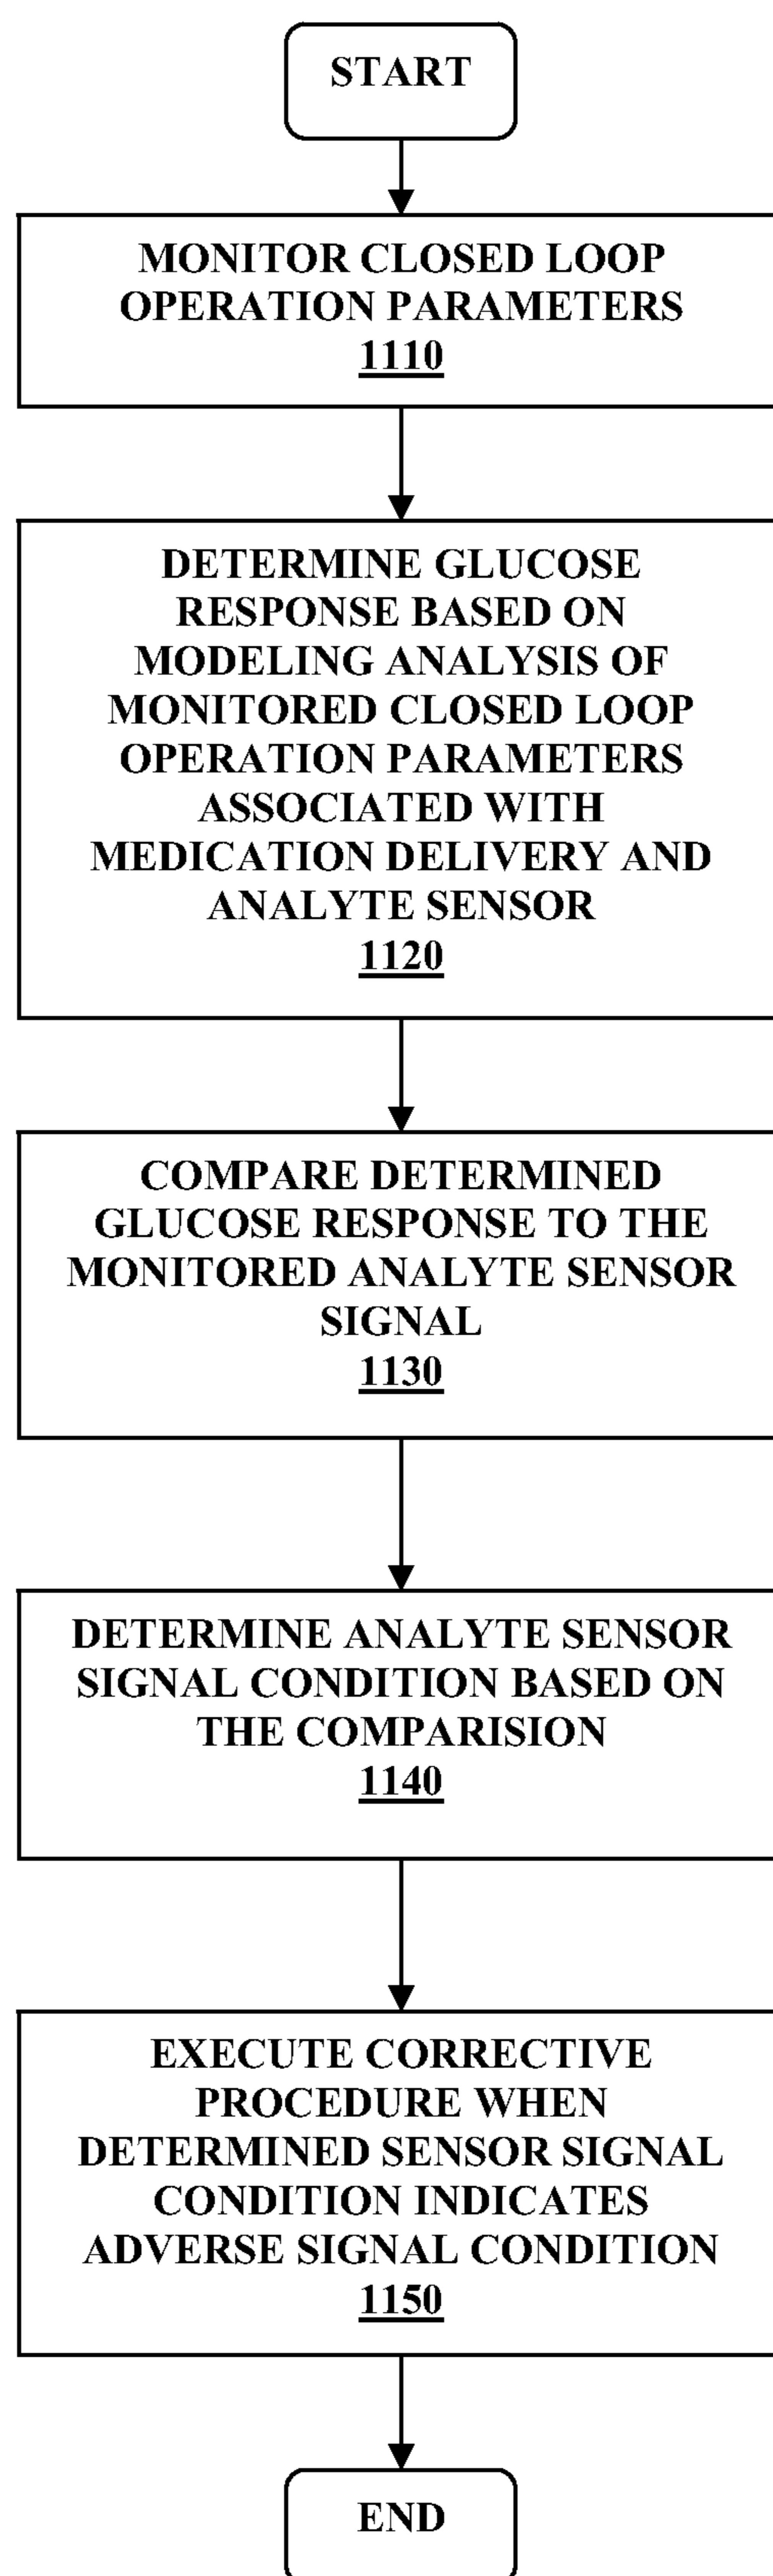 START
MONITOR CLOSED LOOP
OPERATION PARAMETERS
1110
DETERMINE GLUCOSE
RESPONSE BASED ON
MODELING ANALYSIS OF
MONITORED CLOSED LOOP
OPERATION PARAMETERS
ASSOCIATED WITH
MEDICATION DELIVERY AND
ANALYTE SENSOR
1120
COMPARE DETERMINED
GLUCOSE RESPONSE TO THE
MONITORED ANALYTE SENSOR
SIGNAL
1130
DETERMINE ANALYTE SENSOR
SIGNAL CONDITION BASED ON
THE COMPARISION
1140
EXECUTE CORRECTIVE
PROCEDURE WHEN
DETERMINED SENSOR SIGNAL
CONDITION INDICATES
ADVERSE SIGNAL CONDITION
1150
END